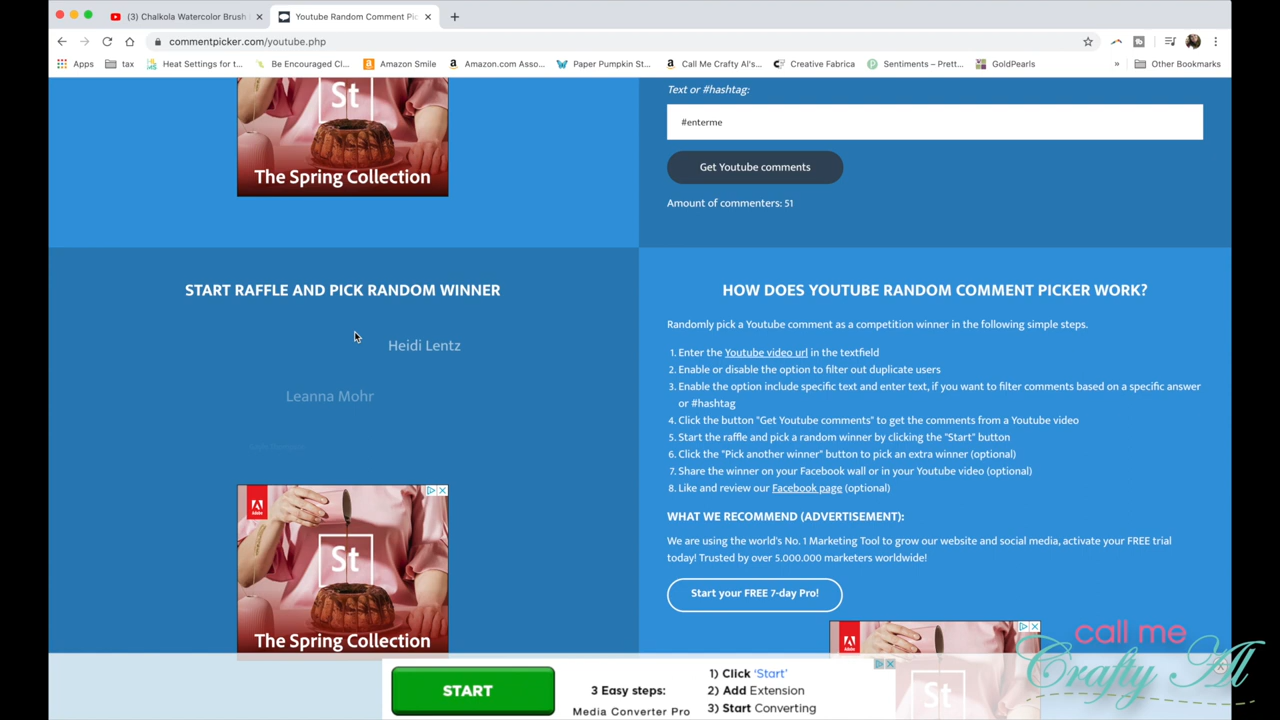 (3) Chalkola Watercolor Brush
Youtube Random Comment Pic
commentpicker.com/youtube.php
Apps
tax
Heat Settings for t...
Be Encouraged Cl...
Amazon Smile
Amazon.com Asso...
Paper Pumpkin St...
Call Me Crafty Al's...
Creative Fabrica
Sentiments – Prett...
GoldPearls
»
Other Bookmarks
St
The Spring Collection
Text or #hashtag:
#enterme
Get Youtube comments
Amount of commenters: 51
START RAFFLE AND PICK RANDOM WINNER
Heidi Lentz
Leanna Mohr
Adobe
St
The Spring Collection
HOW DOES YOUTUBE RANDOM COMMENT PICKER WORK?
Randomly pick a Youtube comment as a competition winner in the following simple steps.
1. Enter the Youtube video url in the textfield
2. Enable or disable the option to filter out duplicate users
3. Enable the option include specific text and enter text, if you want to filter comments based on a specific answer
or #hashtag
4. Click the button "Get Youtube comments" to get the comments from a Youtube video
5. Start the raffle and pick a random winner by clicking the "Start" button
6. Click the "Pick another winner" button to pick an extra winner (optional)
7. Share the winner on your Facebook wall or in your Youtube video (optional)
8. Like and review our Facebook page (optional)
WHAT WE RECOMMEND (ADVERTISEMENT):
We are using the world's No. 1 Marketing Tool to grow our website and social media, activate your FREE trial
today! Trusted by over 5.000.000 marketers worldwide!
Start your FREE 7-day Pro!
Adobe
St
START
3 Easy steps:
Media Converter Pro
1) Click 'Start'
2) Add Extension
3) Start Converting
call me
Crafty Al